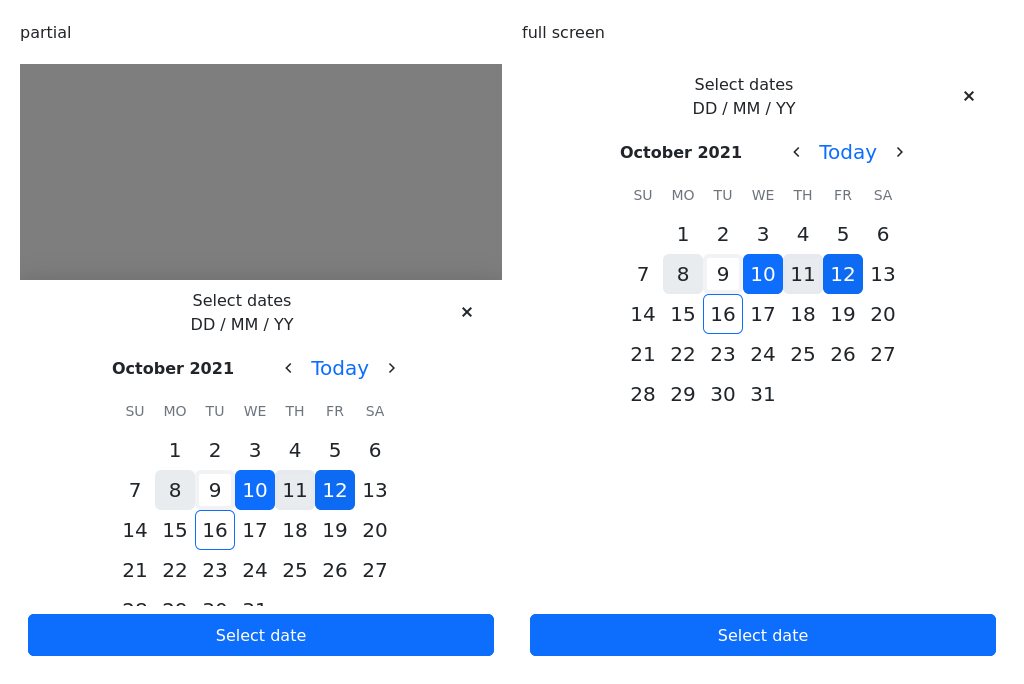 partial
Select dates
DD / MM / YY
October 2021 Today
SU MO TU WE TH FR SA
1 2 3 4 5 6
7 8 9 10 11 12 13
14 15 16 17 18 19 20
21 22 23 24 25 26 27
28 29 30 31
Select date
full screen
Select dates
DD / MM / YY
October 2021 Today
SU MO TU WE TH FR SA
1 2 3 4 5 6
7 8 9 10 11 12 13
14 15 16 17 18 19 20
21 22 23 24 25 26 27
28 29 30 31
Select date